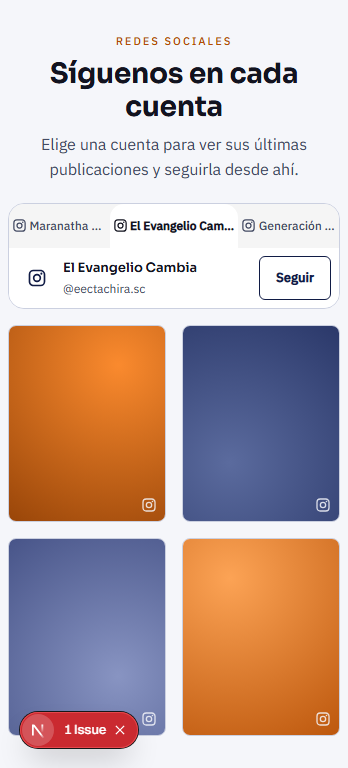 REDES SOCIALES
Síguenos en cada
cuenta
Elige una cuenta para ver sus últimas
publicaciones y seguirla desde ahí.
Maranatha ...
El Evangelio Cam...
Generación ...
El Evangelio Cambia
@eectachira.sc
Seguir
N
1 Issue